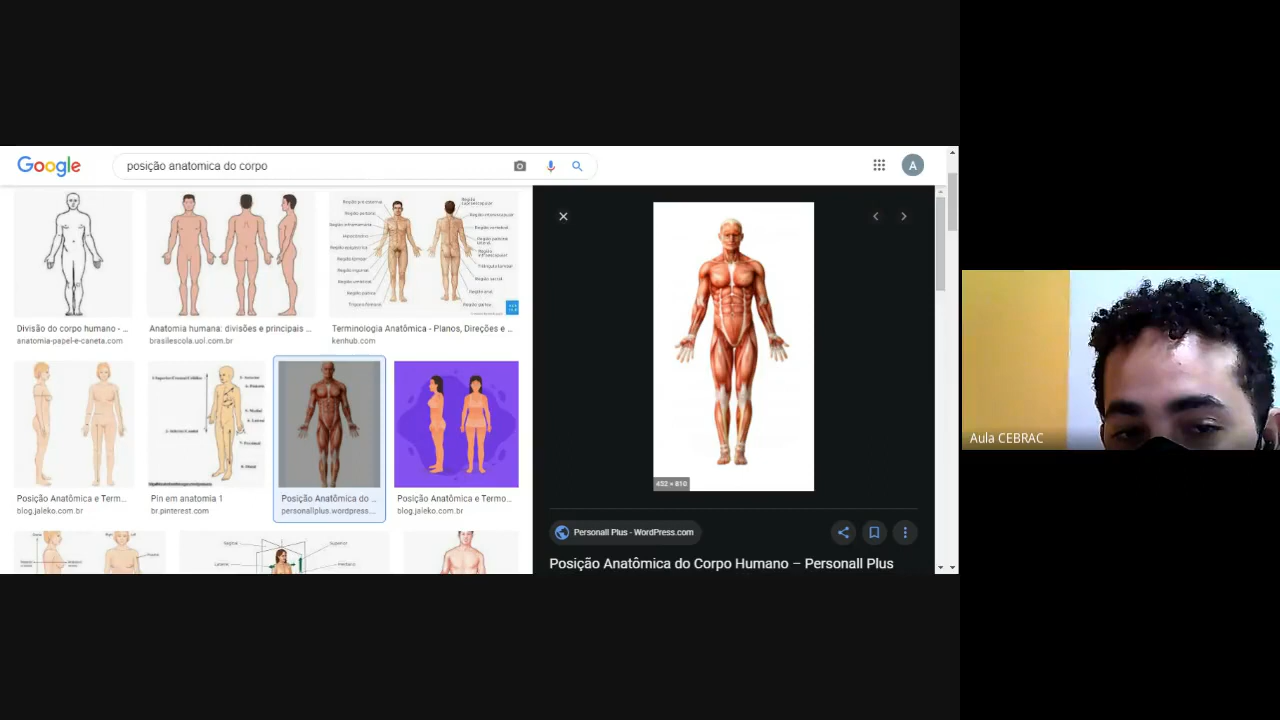 Google
posição anatomica do corpo
A
Divisão do corpo humano - ...
anatomia-papel-e-caneta.com
Anatomia humana: divisões e principais ...
brasilescola.uol.com.br
Terminologia Anatômica - Planos, Direções e ...
kenhub.com
Posição Anatômica e Term...
blog.jaleko.com.br
Pin em anatomia 1
br.pinterest.com
Posição Anatômica do ...
personallplus.wordpress...
Posição Anatômica e Termo...
blog.jaleko.com.br
Superior
Lateral
452 × 810
Personall Plus - WordPress.com
Posição Anatômica do Corpo Humano – Personall Plus
Aula CEBRAC